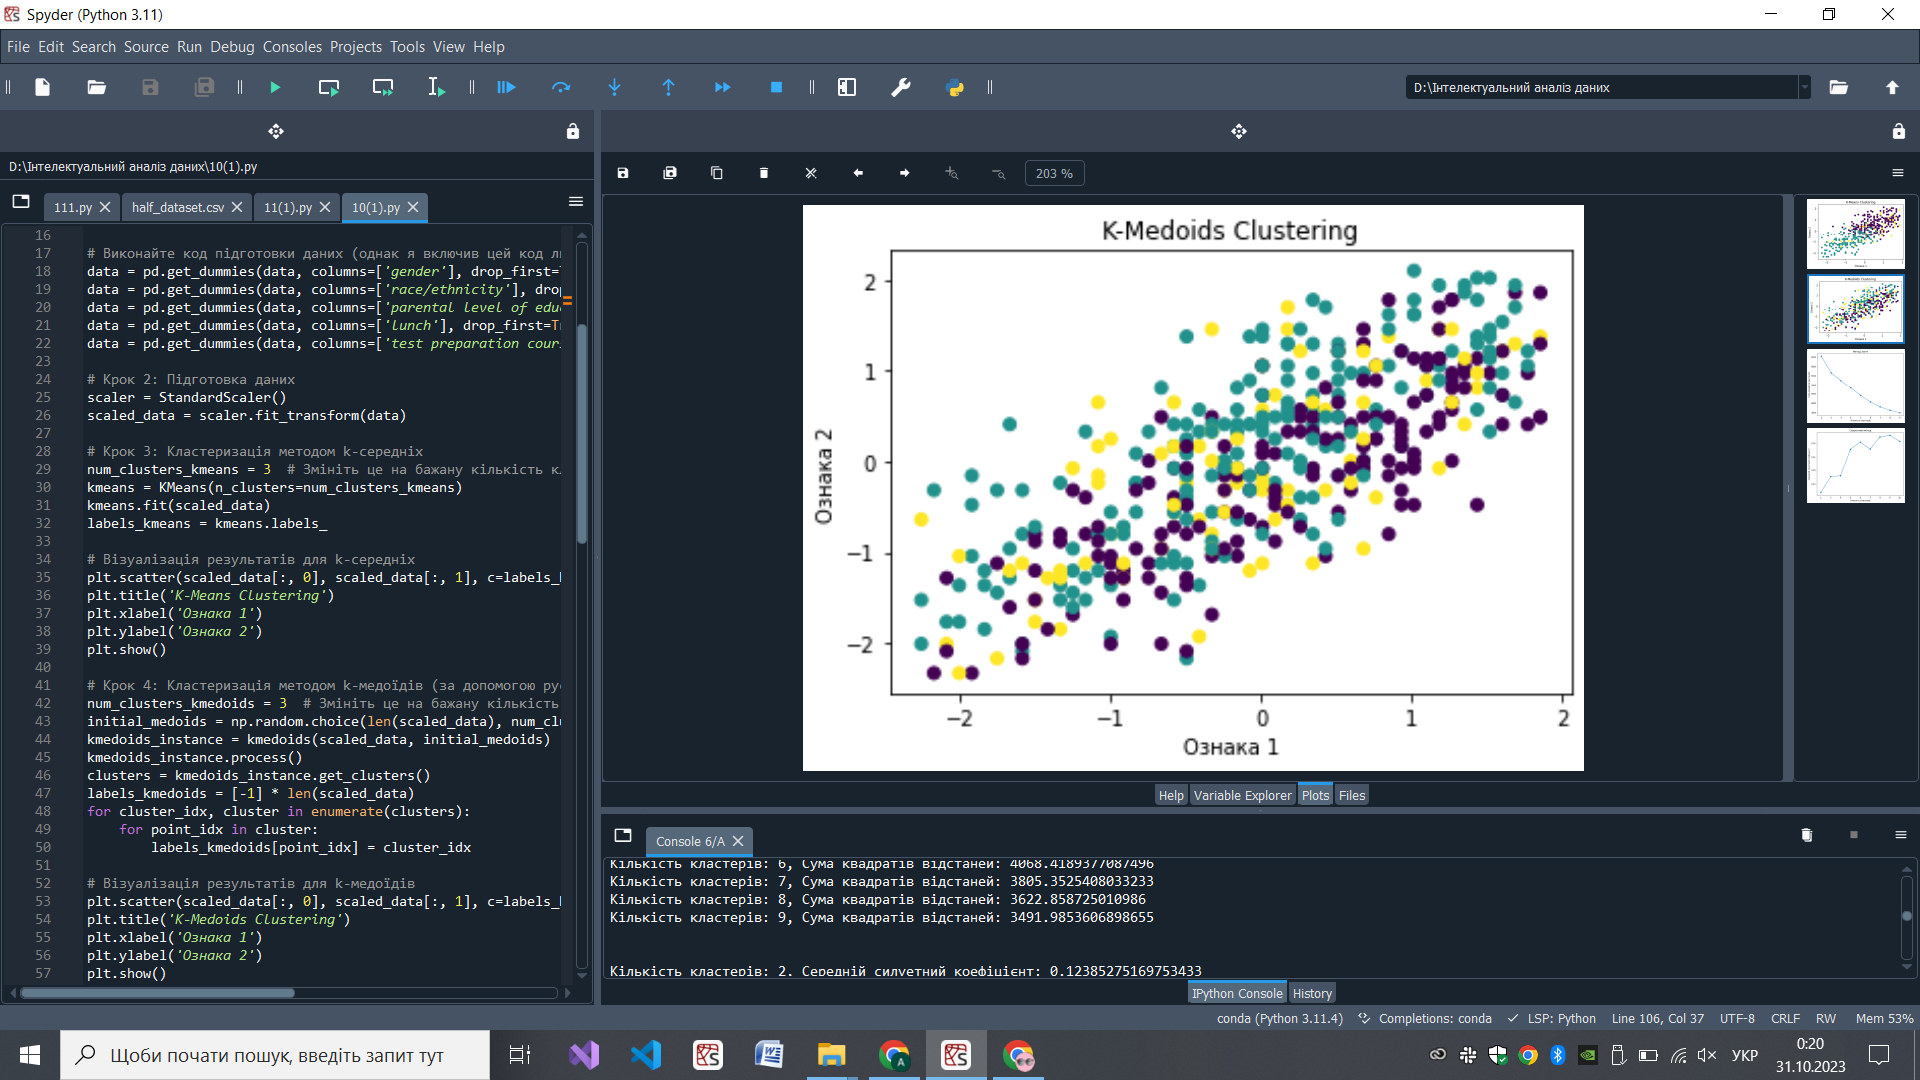 Spyder (Python 3.11)
File Edit Search Source Run Debug Consoles Projects Tools View Help
D:\Інтелектуальний аналіз даних
D:\Інтелектуальний аналіз даних\10(1).py
111.py
half_dataset.csv
11(1).py
10(1).py
16
17 # Виконайте код підготовки даних (однак я включив цей код
18 data = pd.get_dummies(data, columns=['gender'], drop_first=
19 data = pd.get_dummies(data, columns=['race/ethnicity'],
20 data = pd.get_dummies(data, columns=['parental level of
21 data = pd.get_dummies(data, columns=['lunch'], drop_first=
22 data = pd.get_dummies(data, columns=['test preparation
23
24 # Крок 2: Підготовка даних
25 scaler = StandardScaler()
26 scaled_data = scaler.fit_transform(data)
27
28 # Крок 3: Кластеризація методом k-середніх
29 num_clusters_kmeans = 3 # Змініть це на бажану кількість
30 kmeans = KMeans(n_clusters=num_clusters_kmeans)
31 kmeans.fit(scaled_data)
32 labels_kmeans = kmeans.labels_
33
34 # Візуалізація результатів для k-середніх
35 plt.scatter(scaled_data[:, 0], scaled_data[:, 1],
36 plt.title('K-Means Clustering')
37 plt.xlabel('Ознака 1')
38 plt.ylabel('Ознака 2')
39 plt.show()
40
41 # Крок 4: Кластеризація методом k-медоїдів (за допомогою
42 num_clusters_kmedoids = 3 # Змініть це на бажану кількість
43 initial_medoids = np.random.choice(len(scaled_data),
44 kmedoids_instance = kmedoids(scaled_data, initial_medoids)
45 kmedoids_instance.process()
46 clusters = kmedoids_instance.get_clusters()
47 labels_kmedoids = [-1] * len(scaled_data)
48 for cluster_idx, cluster in enumerate(clusters):
49 for point_idx in cluster:
50 labels_kmedoids[point_idx] = cluster_idx
51
52 # Візуалізація результатів для k-медоїдів
53 plt.scatter(scaled_data[:, 0], scaled_data[:, 1],
54 plt.title('K-Medoids Clustering')
55 plt.xlabel('Ознака 1')
56 plt.ylabel('Ознака 2')
57 plt.show()
203 %
K-Medoids Clustering
2
1
0
−1
−2
Ознака 2
−2 −1 0 1 2
Ознака 1
Help Variable Explorer Plots Files
Console 6/A
Кількість кластерів: 6, Сума квадратів відстаней: 4068.4189377087496
Кількість кластерів: 7, Сума квадратів відстаней: 3805.3525408033233
Кількість кластерів: 8, Сума квадратів відстаней: 3622.858725010986
Кількість кластерів: 9, Сума квадратів відстаней: 3491.9853606898655
Кількість кластерів: 2, Середній силуетний коефіцієнт: 0.12385275169753433
IPython Console History
conda (Python 3.11.4) Completions: conda LSP: Python Line 106, Col 37 UTF-8 CRLF RW Mem 53%
Щоби почати пошук, введіть запит тут
УКР
0:20
31.10.2023